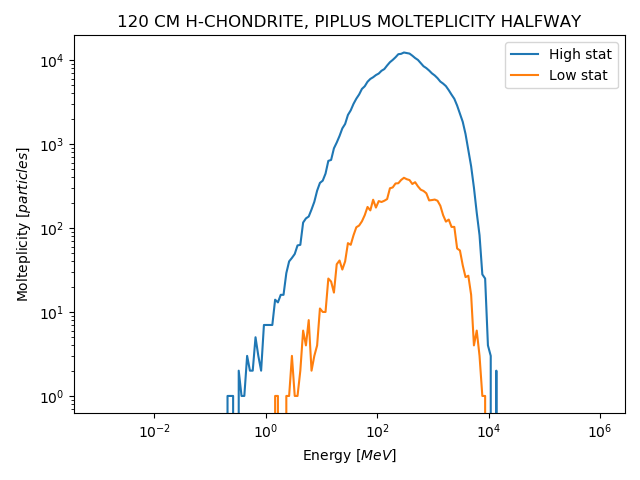 120 CM H-CHONDRITE, PIPLUS MOLTEPLICITY HALFWAY
High stat
Low stat
Molteplicity [particles]
10⁴
10³
10²
10¹
10⁰
10⁻² 10⁰ 10² 10⁴ 10⁶
Energy [MeV]